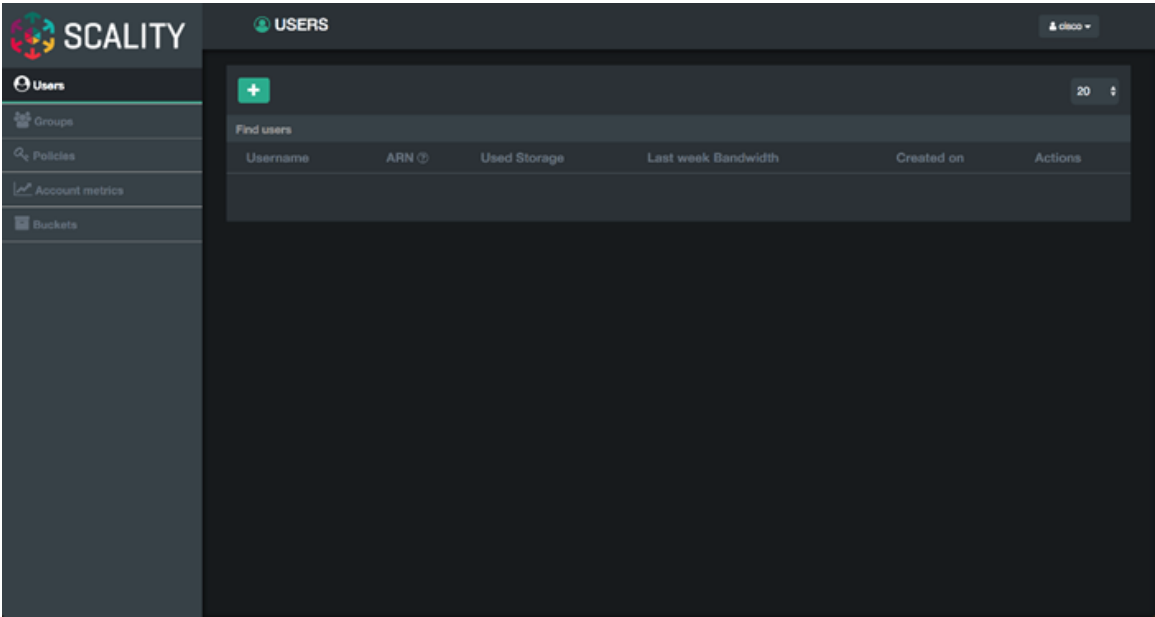 SCALITY
USERS
cisco
Users
Groups
Policies
Account metrics
Buckets
20
Find users
Username ARN Used Storage Last week Bandwidth Created on Actions